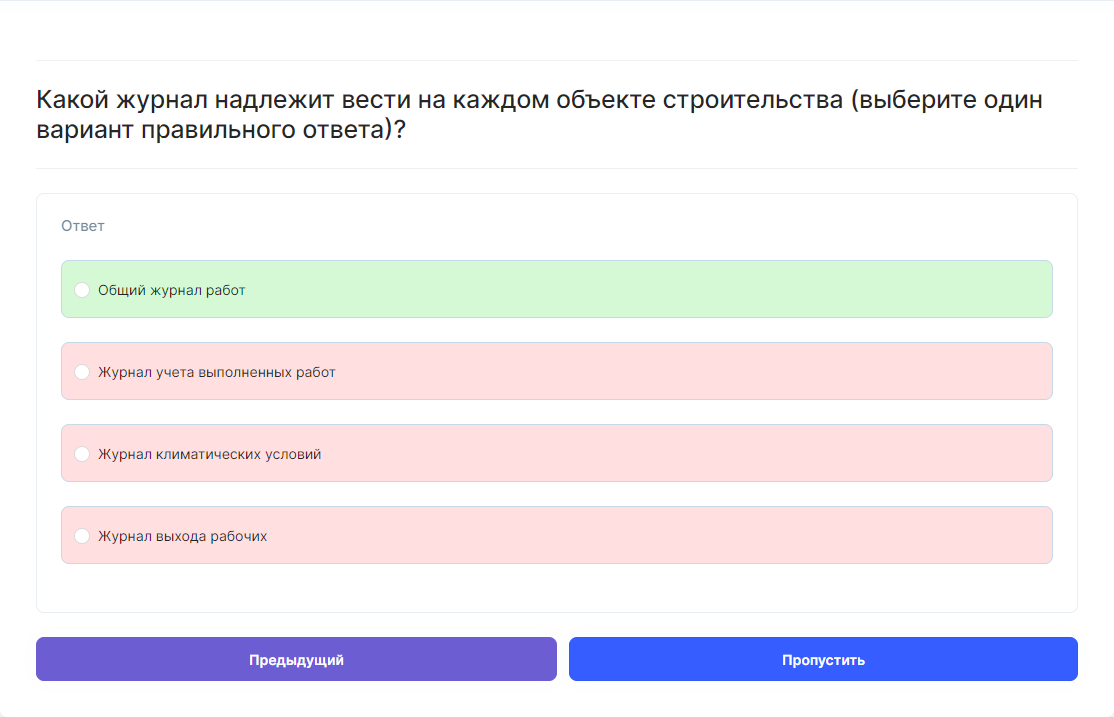 Какой журнал надлежит вести на каждом объекте строительства (выберите один
вариант правильного ответа)?
Ответ
Общий журнал работ
Журнал учета выполненных работ
Журнал климатических условий
Журнал выхода рабочих
Предыдущий
Пропустить